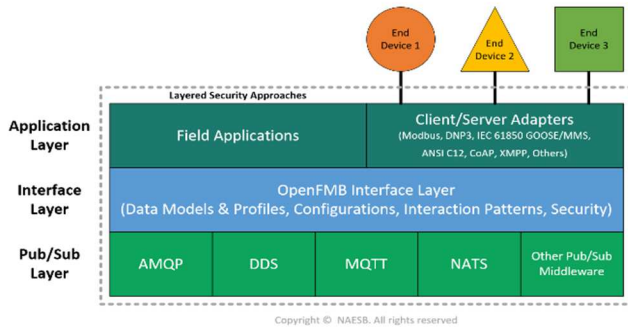 End
Device 1
End
Device 2
End
Device 3
Layered Security Approaches
Application
Layer
Field Applications
Client/Server Adapters
(Modbus, DNP3, IEC 61850 GOOSE/MMS,
ANSI C12, CoAP, XMPP, Others)
Interface
Layer
OpenFMB Interface Layer
(Data Models & Profiles, Configurations, Interaction Patterns, Security)
Pub/Sub
Layer
AMQP
DDS
MQTT
NATS
Other Pub/Sub
Middleware
Copyright © NAESB. All rights reserved